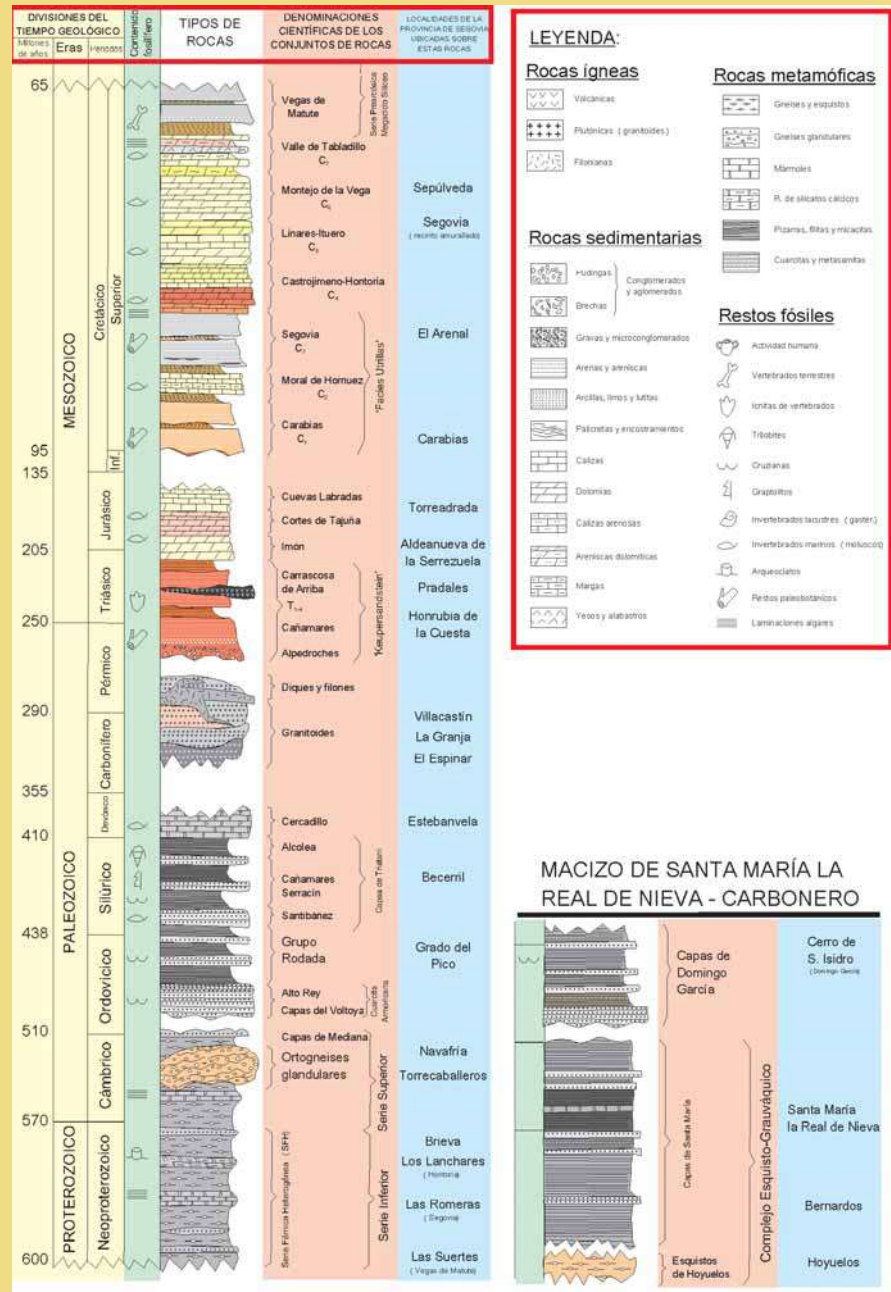 DIVISIONES DEL
TIEMPO GEOLÓGICO
Millones
de años
Eras
Periodos
Contenido
fosilífero
TIPOS DE
ROCAS
DENOMINACIONES
CIENTÍFICAS DE LOS
CONJUNTOS DE ROCAS
LOCALIDADES DE LA
PROVINCIA DE SEGOVIA
UBICADAS SOBRE
ESTAS ROCAS
65
95
135
205
250
290
355
410
438
510
570
600
MESOZOICO
PALEOZOICO
PROTEROZOICO
Cretácico
Superior
Inf.
Jurásico
Triásico
Pérmico
Carbonífero
Devónico
Silúrico
Ordovícico
Cámbrico
Neoproterozoico
Vegas de
Matute
Valle de Tabladillo
Montejo de la Vega
Linares-Ituero
Castrojimeno-Hontoria
C4
Segovia
Moral de Hornuez
C2
Carabias
"Facies Utrillas"
Cuevas Labradas
Cortes de Tajuña
Imón
Carrascosa
de Arriba
Cañamares
Alpedroches
"Keupersandstein"
Diques y filones
Granitoides
Cercadillo
Alcolea
Cañamares
Serracín
Santibáñez
Grupo
Rodada
Alto Rey
Capas del Voltoya
Cuarcita
Armoricana
Capas de Mediana
Ortogneises
glandulares
Serie Superior
Serie Inferior
Serie Fémica Heterogénea (SFH)
Sepúlveda
Segovia
( recinto amurallado)
El Arenal
Carabias
Torreadrada
Aldeanueva de
la Serrezuela
Pradales
Honrubia de
la Cuesta
Villacastín
La Granja
El Espinar
Estebanvela
Becerril
Grado del
Pico
Navafría
Torrecaballeros
Brieva
Los Lanchares
( Hontoria)
Las Romeras
( Segovia)
Las Suertes
( Vegas de Matute)
LEYENDA:
Rocas ígneas
Volcánicas
Plutónicas ( granitoides )
Filonianas
Rocas sedimentarias
Pudingas
Brechas
Conglomerados
y aglomerados
Gravas y microconglomerados
Arenas y areniscas
Arcillas, limos y lutitas
Palicretas y encostramientos
Calizas
Dolomías
Calizas arenosas
Areniscas dolomíticas
Margas
Yesos y alabastros
Rocas metamóficas
Gneises y esquistos
Gneises glandulares
Mármoles
R. de silicatos cálcicos
Pizarras, filitas y micacitas
Cuarcitas y metasamitas
Restos fósiles
Actividad humana
Vertebrados terrestres
Icnitas de vertebrados
Trilobites
Cruzianas
Graptolitos
Invertebrados lacustres ( gaster.)
Invertebrados marinos ( moluscos)
Arqueociatos
Restos paleobotánicos
Laminaciones algares
MACIZO DE SANTA MARÍA LA
REAL DE NIEVA - CARBONERO
Capas de
Domingo
García
Capas de Santa María
Complejo Esquisto-Grauváquico
Esquistos
de Hoyuelos
Cerro de
S. Isidro
( Domingo García)
Santa María
la Real de Nieva
Bernardos
Hoyuelos